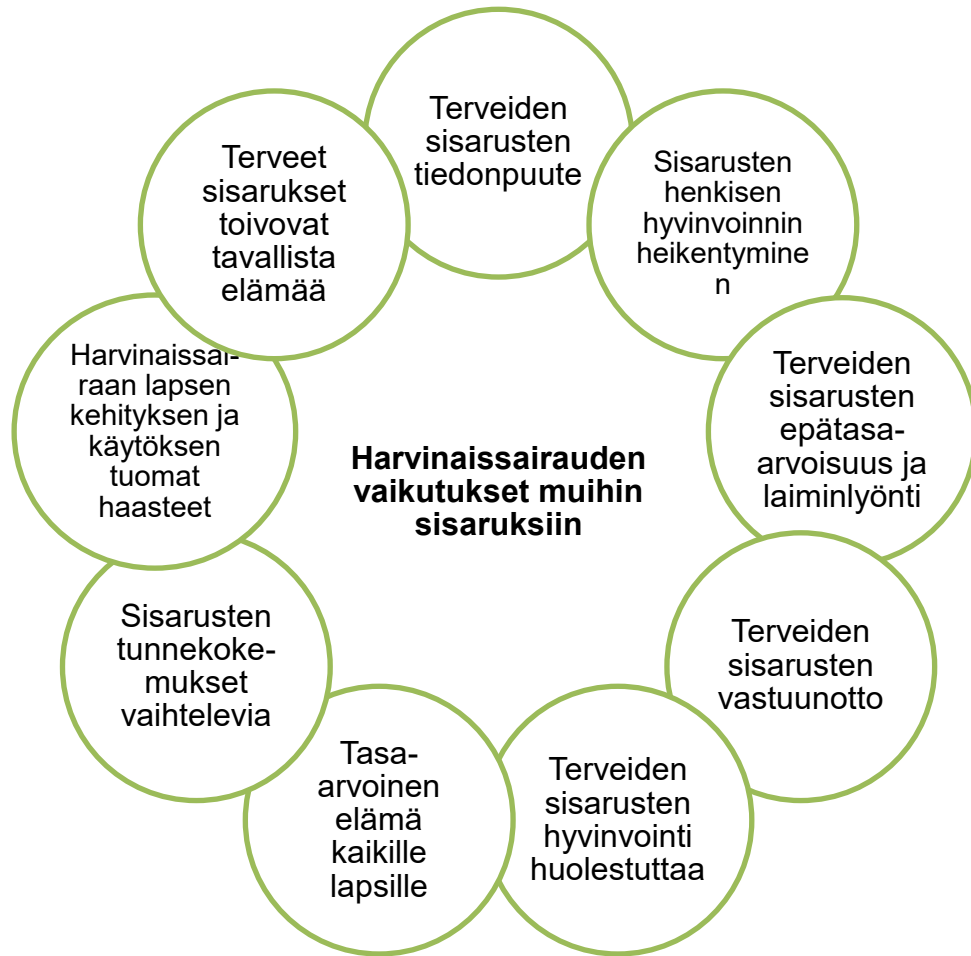 Terveiden
sisarusten
tiedonpuute
Sisarusten
henkisen
hyvinvoinnin
heikentymine
n
Terveiden
sisarusten
epätasa-
arvoisuus ja
laiminlyönti
Terveiden
sisarusten
vastuunotto
Terveiden
sisarusten
hyvinvointi
huolestuttaa
Tasa-
arvoinen
elämä
kaikille
lapsille
Sisarusten
tunnekoke-
mukset
vaihtelevia
Harvinaissai-
raan lapsen
kehityksen ja
käytöksen
tuomat
haasteet
Terveet
sisarukset
toivovat
tavallista
elämää
Harvinaissairauden
vaikutukset muihin
sisaruksiin